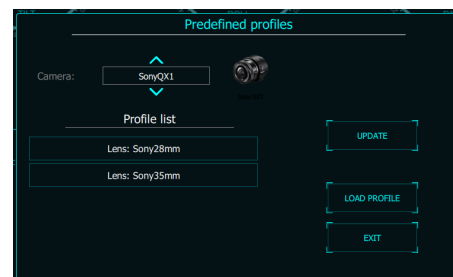 Predefined profiles
Camera:
SonyQX1
Profile list
UPDATE
Lens: Sony28mm
Lens: Sony35mm
LOAD PROFILE
EXIT